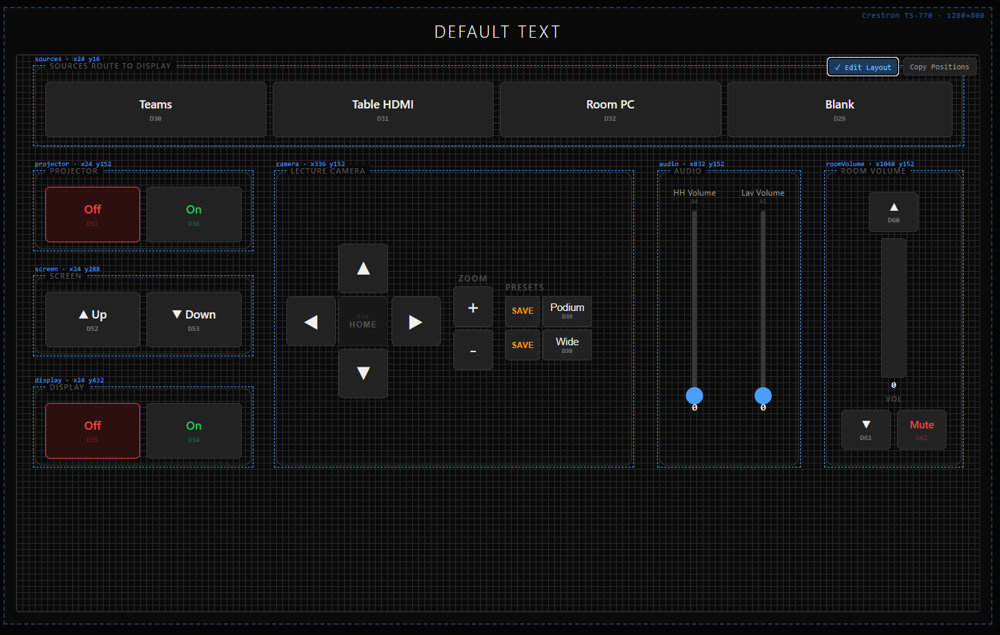 Crestron TS-770 · 1280×800
DEFAULT TEXT
sources · x24 y16
SOURCES ROUTE TO DISPLAY
✓ Edit Layout
Copy Positions
Teams
D30
Table HDMI
D31
Room PC
D32
Blank
D29
projector · x24 y152
PROJECTOR
Off
D37
On
D36
screen · x24 y288
SCREEN
▲ Up
D52
▼ Down
D53
display · x24 y432
DISPLAY
Off
D35
On
D34
camera · x336 y152
LECTURE CAMERA
▲
◀
D26
HOME
▶
▼
ZOOM
+
-
PRESETS
SAVE
Podium
D39
SAVE
Wide
D38
audio · x832 y152
AUDIO
HH Volume
A4
0
Lav Volume
A5
0
roomVolume · x1048 y152
ROOM VOLUME
▲
D60
0
VOL
▼
D61
Mute
D62